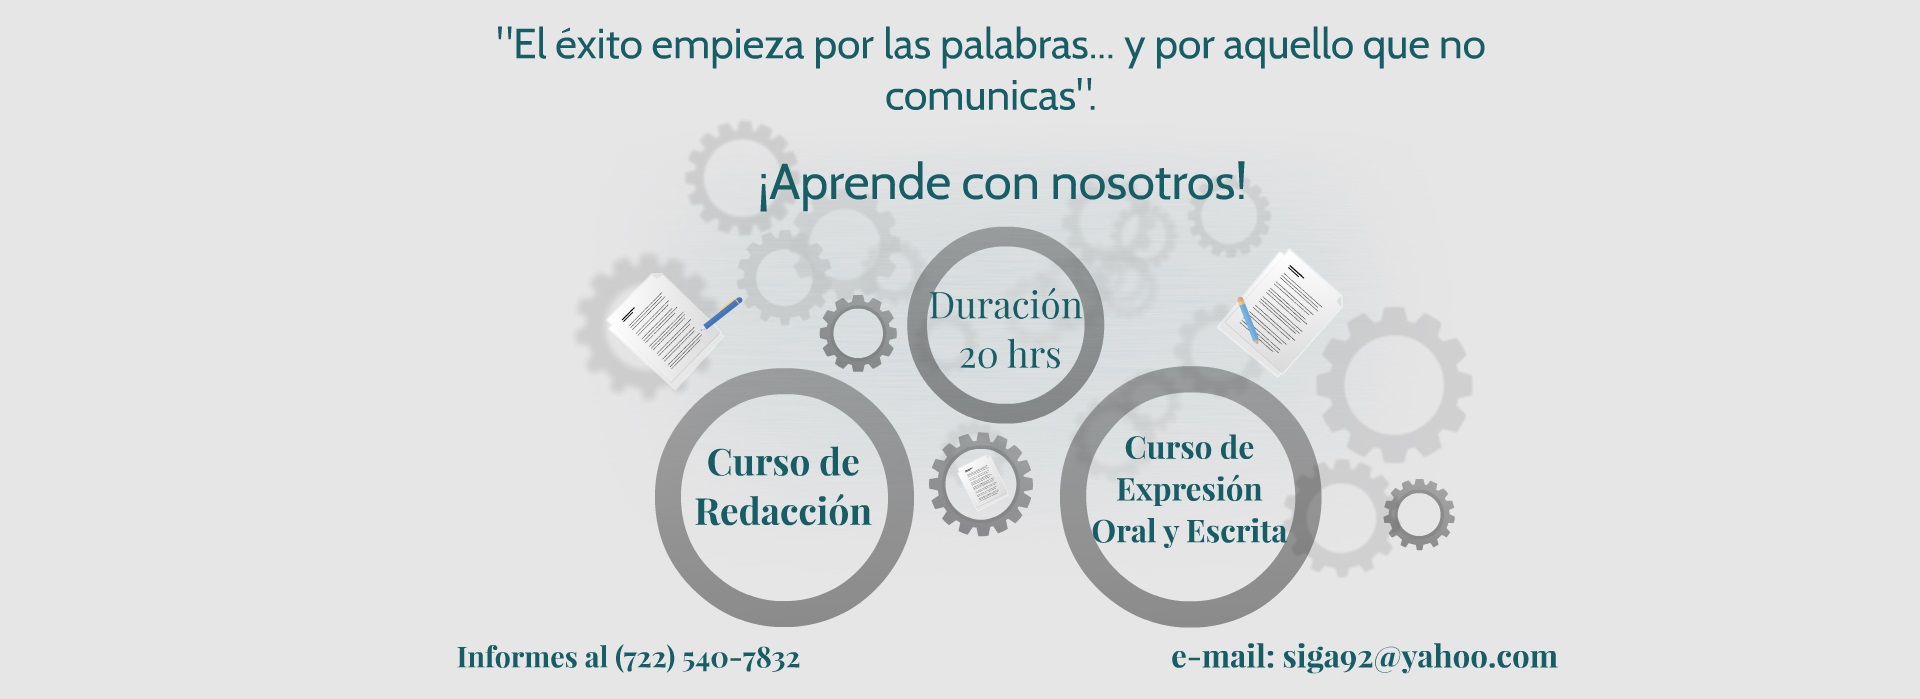 "El éxito empieza por las palabras... y por aquello que no
comunicas".
¡Aprende con nosotros!
Duración
20 hrs
Curso de
Redacción
Curso de
Expresión
Oral y Escrita
Informes al (722) 540-7832
e-mail: siga92@yahoo.com